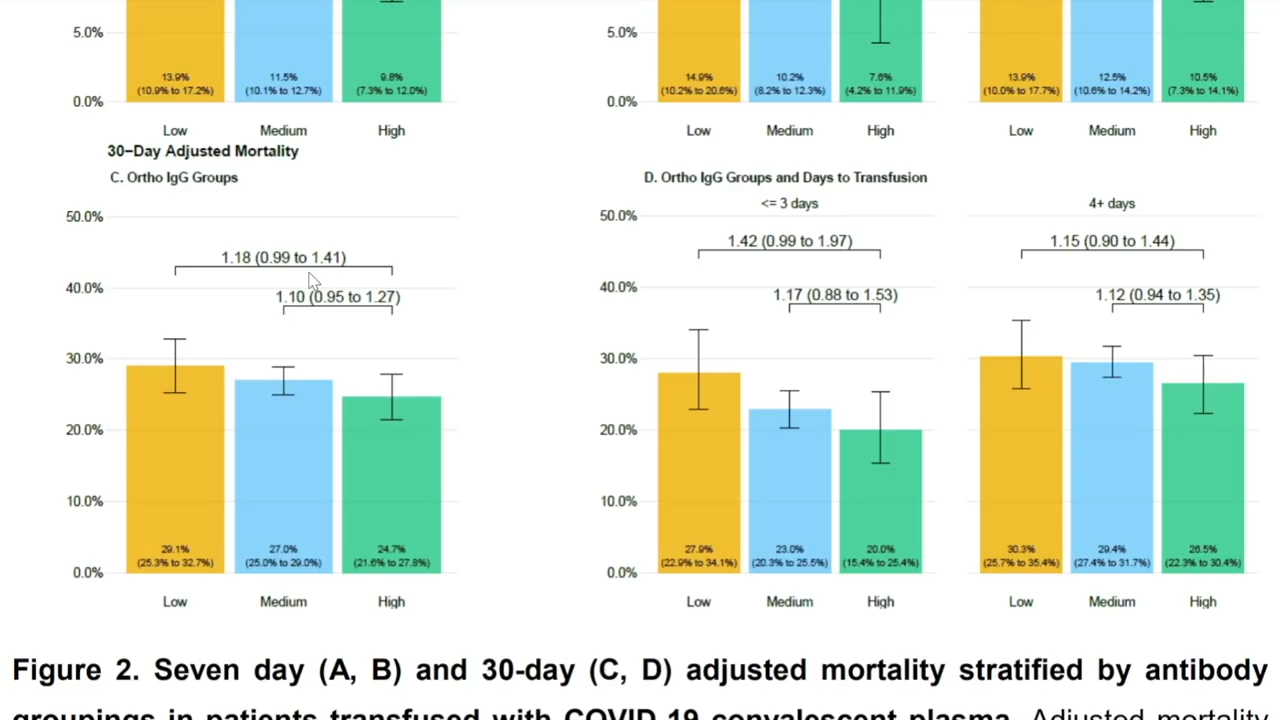 5.0%
13.9% 11.5% 9.8% 14.9% 10.2% 7.6% 13.9% 12.5% 10.5%
(10.9% to 17.2%) (10.1% to 12.7%) (7.3% to 12.0%) (10.2% to 20.6%) (8.2% to 12.3%) (4.2% to 11.9%) (10.0% to 17.7%) (10.6% to 14.2%) (7.3% to 14.1%)
0.0% 0.0%
Low Medium High Low Medium High Low Medium High
30−Day Adjusted Mortality
C. Ortho IgG Groups
50.0%
1.18 (0.99 to 1.41)
40.0%
1.10 (0.95 to 1.27)
30.0%
20.0%
10.0%
29.1% 27.0% 24.7%
(25.3% to 32.7%) (25.0% to 29.0%) (21.6% to 27.8%)
0.0%
Low Medium High
5.0%
D. Ortho IgG Groups and Days to Transfusion
<= 3 days 4+ days
50.0%
1.42 (0.99 to 1.97) 1.15 (0.90 to 1.44)
40.0%
1.17 (0.88 to 1.53) 1.12 (0.94 to 1.35)
30.0%
20.0%
10.0%
27.9% 23.0% 20.0% 30.3% 29.4% 26.5%
(22.9% to 34.1%) (20.3% to 25.5%) (15.4% to 25.4%) (25.7% to 35.4%) (27.4% to 31.7%) (22.3% to 30.4%)
0.0%
Low Medium High Low Medium High
Figure 2. Seven day (A, B) and 30-day (C, D) adjusted mortality stratified by antibody
groupings in patients transfused with COVID-19 convalescent plasma. Adjusted mortality